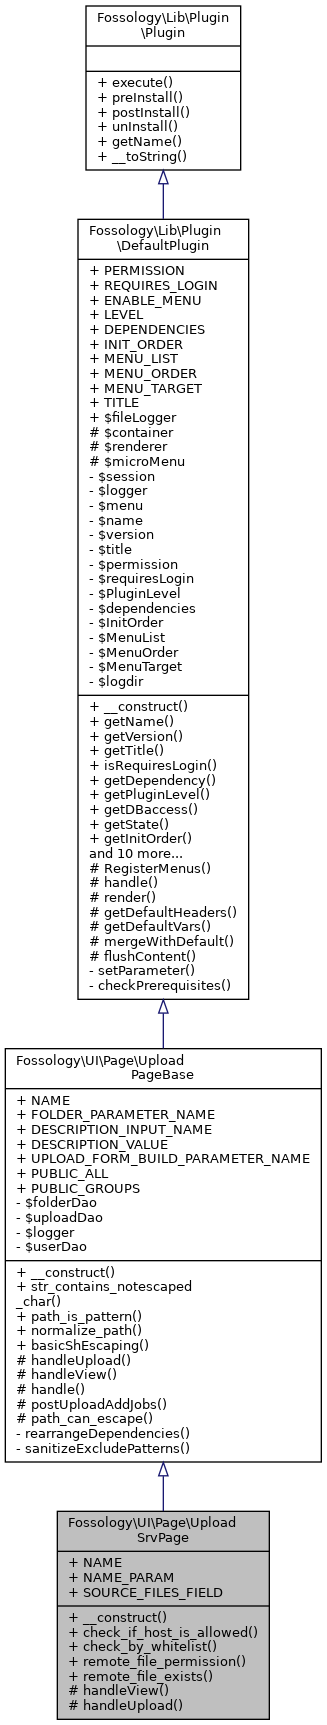 Fossology\Lib\Plugin
\Plugin
+ execute()
+ preInstall()
+ postInstall()
+ unInstall()
+ getName()
+ __toString()
Fossology\Lib\Plugin
\DefaultPlugin
+ PERMISSION
+ REQUIRES_LOGIN
+ ENABLE_MENU
+ LEVEL
+ DEPENDENCIES
+ INIT_ORDER
+ MENU_LIST
+ MENU_ORDER
+ MENU_TARGET
+ TITLE
+ $fileLogger
# $container
# $renderer
# $microMenu
- $session
- $logger
- $menu
- $name
- $version
- $title
- $permission
- $requiresLogin
- $PluginLevel
- $dependencies
- $InitOrder
- $MenuList
- $MenuOrder
- $MenuTarget
- $logdir
+ __construct()
+ getName()
+ getVersion()
+ getTitle()
+ isRequiresLogin()
+ getDependency()
+ getPluginLevel()
+ getDBaccess()
+ getState()
+ getInitOrder()
and 10 more...
# RegisterMenus()
# handle()
# render()
# getDefaultHeaders()
# getDefaultVars()
# mergeWithDefault()
# flushContent()
- setParameter()
- checkPrerequisites()
Fossology\UI\Page\Upload
PageBase
+ NAME
+ FOLDER_PARAMETER_NAME
+ DESCRIPTION_INPUT_NAME
+ DESCRIPTION_VALUE
+ UPLOAD_FORM_BUILD_PARAMETER_NAME
+ PUBLIC_ALL
+ PUBLIC_GROUPS
- $folderDao
- $uploadDao
- $logger
- $userDao
+ __construct()
+ str_contains_notescaped
_char()
+ path_is_pattern()
+ normalize_path()
+ basicShEscaping()
# handleUpload()
# handleView()
# handle()
# postUploadAddJobs()
# path_can_escape()
- rearrangeDependencies()
- sanitizeExcludePatterns()
Fossology\UI\Page\Upload
SrvPage
+ NAME
+ NAME_PARAM
+ SOURCE_FILES_FIELD
+ __construct()
+ check_if_host_is_allowed()
+ check_by_whitelist()
+ remote_file_permission()
+ remote_file_exists()
# handleView()
# handleUpload()